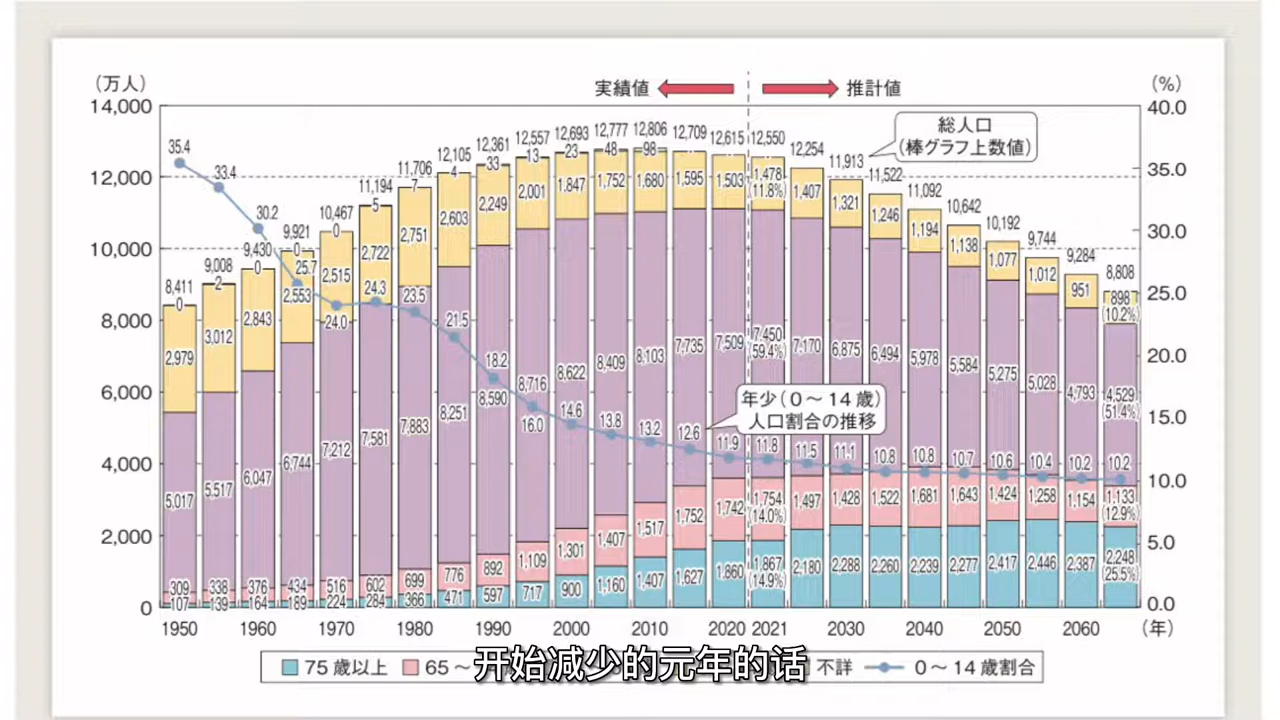 （万人）
実績値
推計値
（%）
14,000
12,000
10,000
8,000
6,000
4,000
2,000
0
40.0
35.0
30.0
25.0
20.0
15.0
10.0
5.0
0.0
総人口
（棒グラフ上数値）
年少（0～14歳）
人口割合の推移
8,411 9,008 9,430 9,921 10,467 11,194 11,706 12,105 12,361 12,557 12,693 12,777 12,806 12,709 12,615 12,550 12,254 11,913 11,522 11,092 10,642 10,192 9,744 9,284 8,808
0 2 0 0 0 5 7 4 33 13 23 48 98
2,979 3,012 2,843 2,553 2,515 2,722 2,751 2,603 2,249 2,001 1,847 1,752 1,680 1,595 1,503 1,478 1,407 1,321 1,246 1,194 1,138 1,077 1,012 951 898
(11.8%) (10.2%)
5,017 5,517 6,047 6,744 7,212 7,581 7,883 8,251 8,590 8,716 8,622 8,409 8,103 7,735 7,509 7,450 7,170 6,875 6,494 5,978 5,584 5,275 5,028 4,793 4,529
(59.4%) (51.4%)
35.4 33.4 30.2 25.7 24.0 24.3 23.5 21.5 18.2 16.0 14.6 13.8 13.2 12.6 11.9 11.8 11.5 11.1 10.8 10.8 10.7 10.6 10.4 10.2 10.2
309 338 376 434 516 602 699 776 892 1,109 1,301 1,407 1,517 1,752 1,742 1,754 1,497 1,428 1,522 1,681 1,643 1,424 1,258 1,154 1,133
(14.0%) (12.9%)
107 139 164 189 224 284 366 471 597 717 900 1,160 1,407 1,627 1,860 1,867 2,180 2,288 2,260 2,239 2,277 2,417 2,446 2,387 2,248
(14.9%) (25.5%)
1950 1960 1970 1980 1990 2000 2010 2020 2021 2030 2040 2050 2060 （年）
75歳以上 65～ 不詳 0～14歳割合
开始减少的元年的话